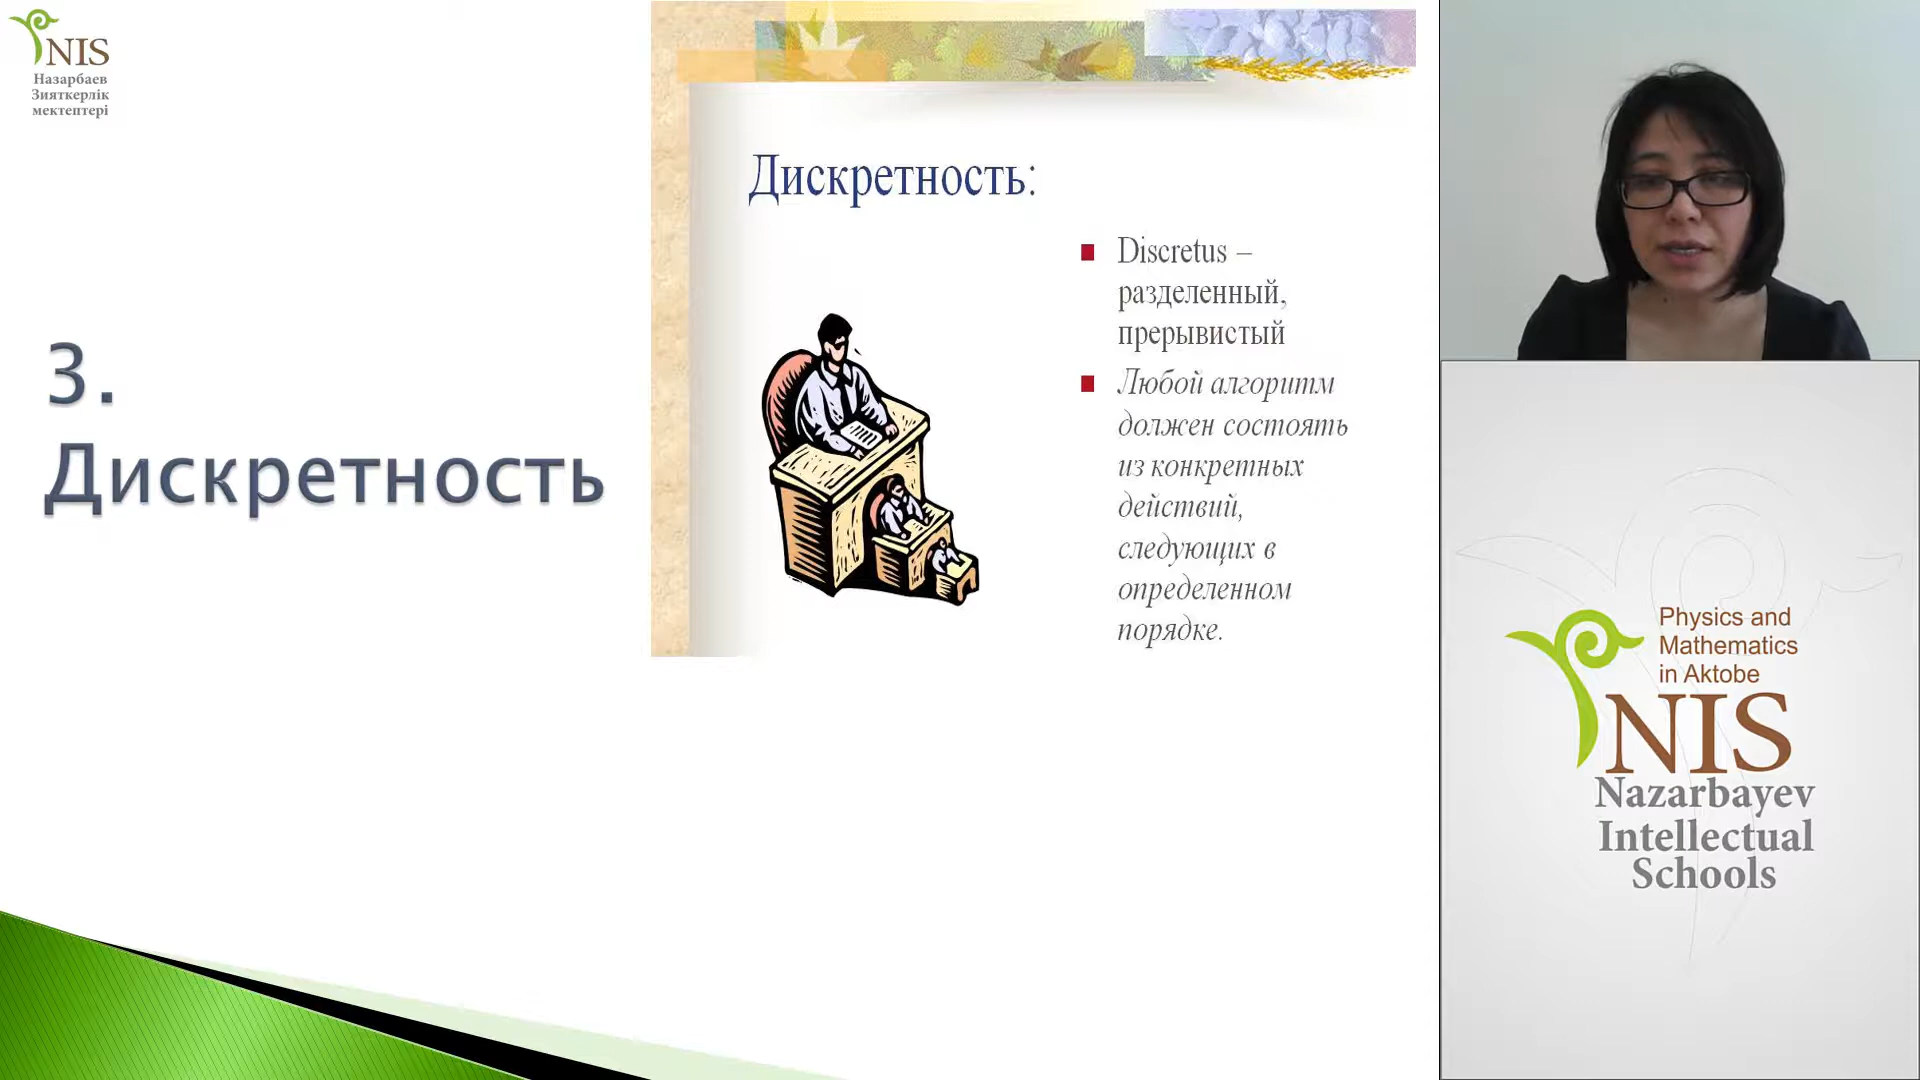 NIS
Назарбаев
Зияткерлік
мектептері
3.
Дискретность
Дискретность:
Discretus –
разделенный,
прерывистый
Любой алгоритм
должен состоять
из конкретных
действий,
следующих в
определенном
порядке.
Physics and
Mathematics
in Aktobe
NIS
Nazarbayev
Intellectual
Schools